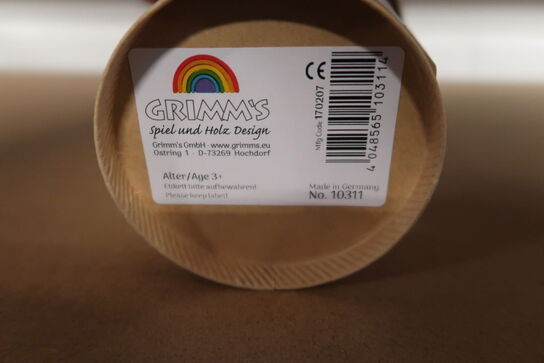 GRIMM'S
Spiel und Holz Design
Grimm's GmbH · www.grimms.eu
Ostring 1 · D-73269 Hochdorf
Alter/Age 3+
Etikett bitte aufbewahren!
Please keep label!
CE
Mfg Code 170207
4 048565 103114
Made in Germany
No. 10311